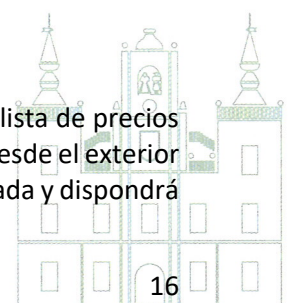 lista de precios
esde el exterior
ada y dispondrá
16